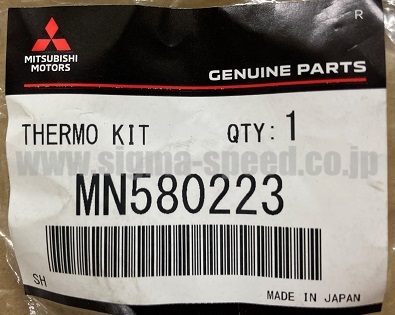 R
MITSUBISHI
MOTORS
GENUINE PARTS
THERMO KIT QTY: 1
www.sigma-speed.co.jp
MN580223
SH
MADE IN JAPAN